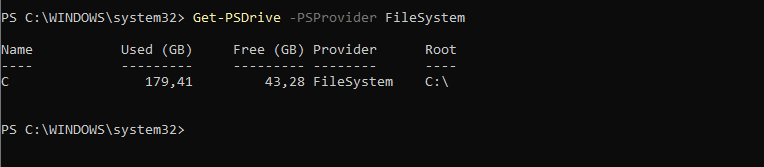 PS C:\WINDOWS\system32> Get-PSDrive -PSProvider FileSystem
Name Used (GB) Free (GB) Provider Root
---- --------- --------- -------- ----
C 179,41 43,28 FileSystem C:\
PS C:\WINDOWS\system32>